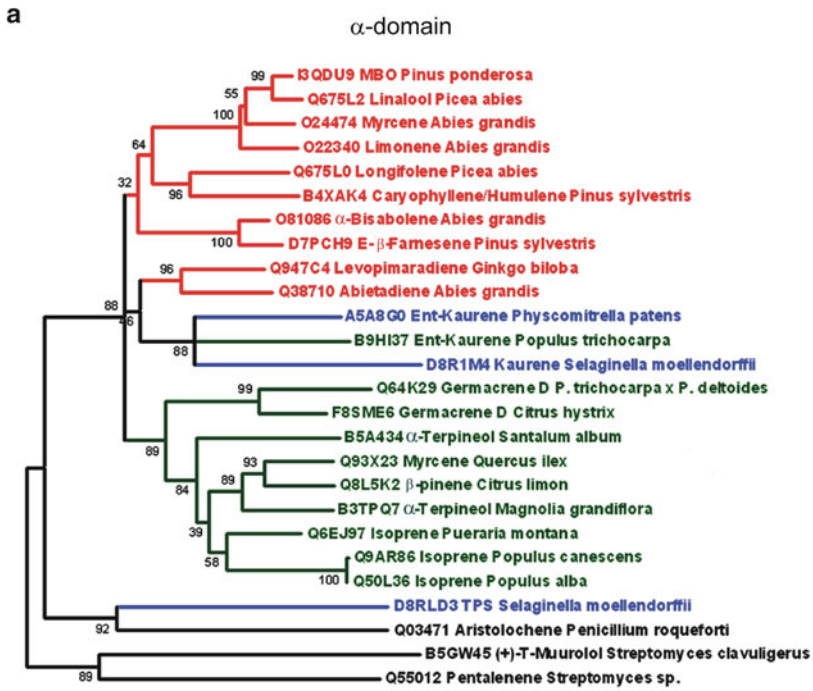 a
α-domain
I3QDU9 MBO Pinus ponderosa
99
Q675L2 Linalool Picea abies
55
100
O24474 Myrcene Abies grandis
O22340 Limonene Abies grandis
64
Q675L0 Longifolene Picea abies
32
96
B4XAK4 Caryophyllene/Humulene Pinus sylvestris
O81086 α-Bisabolene Abies grandis
100
D7PCH9 E-β-Farnesene Pinus sylvestris
96
Q947C4 Levopimaradiene Ginkgo biloba
Q38710 Abietadiene Abies grandis
88
46
A5A8G0 Ent-Kaurene Physcomitrella patens
B9HI37 Ent-Kaurene Populus trichocarpa
88
D8R1M4 Kaurene Selaginella moellendorffii
99
Q64K29 Germacrene D P. trichocarpa x P. deltoides
F8SME6 Germacrene D Citrus hystrix
89
B5A434 α-Terpineol Santalum album
93
Q93X23 Myrcene Quercus ilex
89
Q8L5K2 β-pinene Citrus limon
84
B3TPQ7 α-Terpineol Magnolia grandiflora
39
Q6EJ97 Isoprene Pueraria montana
58
Q9AR86 Isoprene Populus canescens
100
Q50L36 Isoprene Populus alba
D8RLD3 TPS Selaginella moellendorffii
92
Q03471 Aristolochene Penicillium roqueforti
B5GW45 (+)-T-Muurolol Streptomyces clavuligerus
89
Q55012 Pentalenene Streptomyces sp.